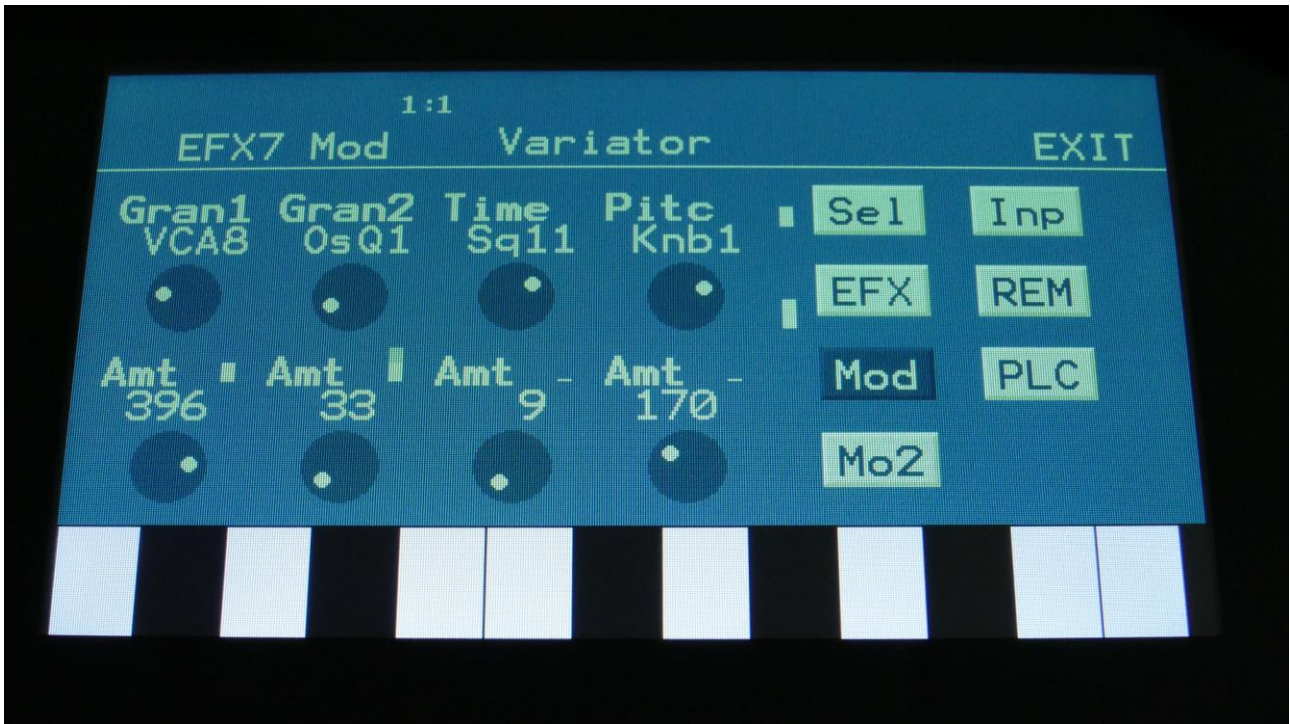 1:1
EFX7 Mod Variator EXIT
Gran1 Gran2 Time Pitc Sel Inp
VCA8 OsQ1 Sq11 Knb1
EFX REM
Amt Amt Amt Amt Mod PLC
396 33 9 170
Mo2